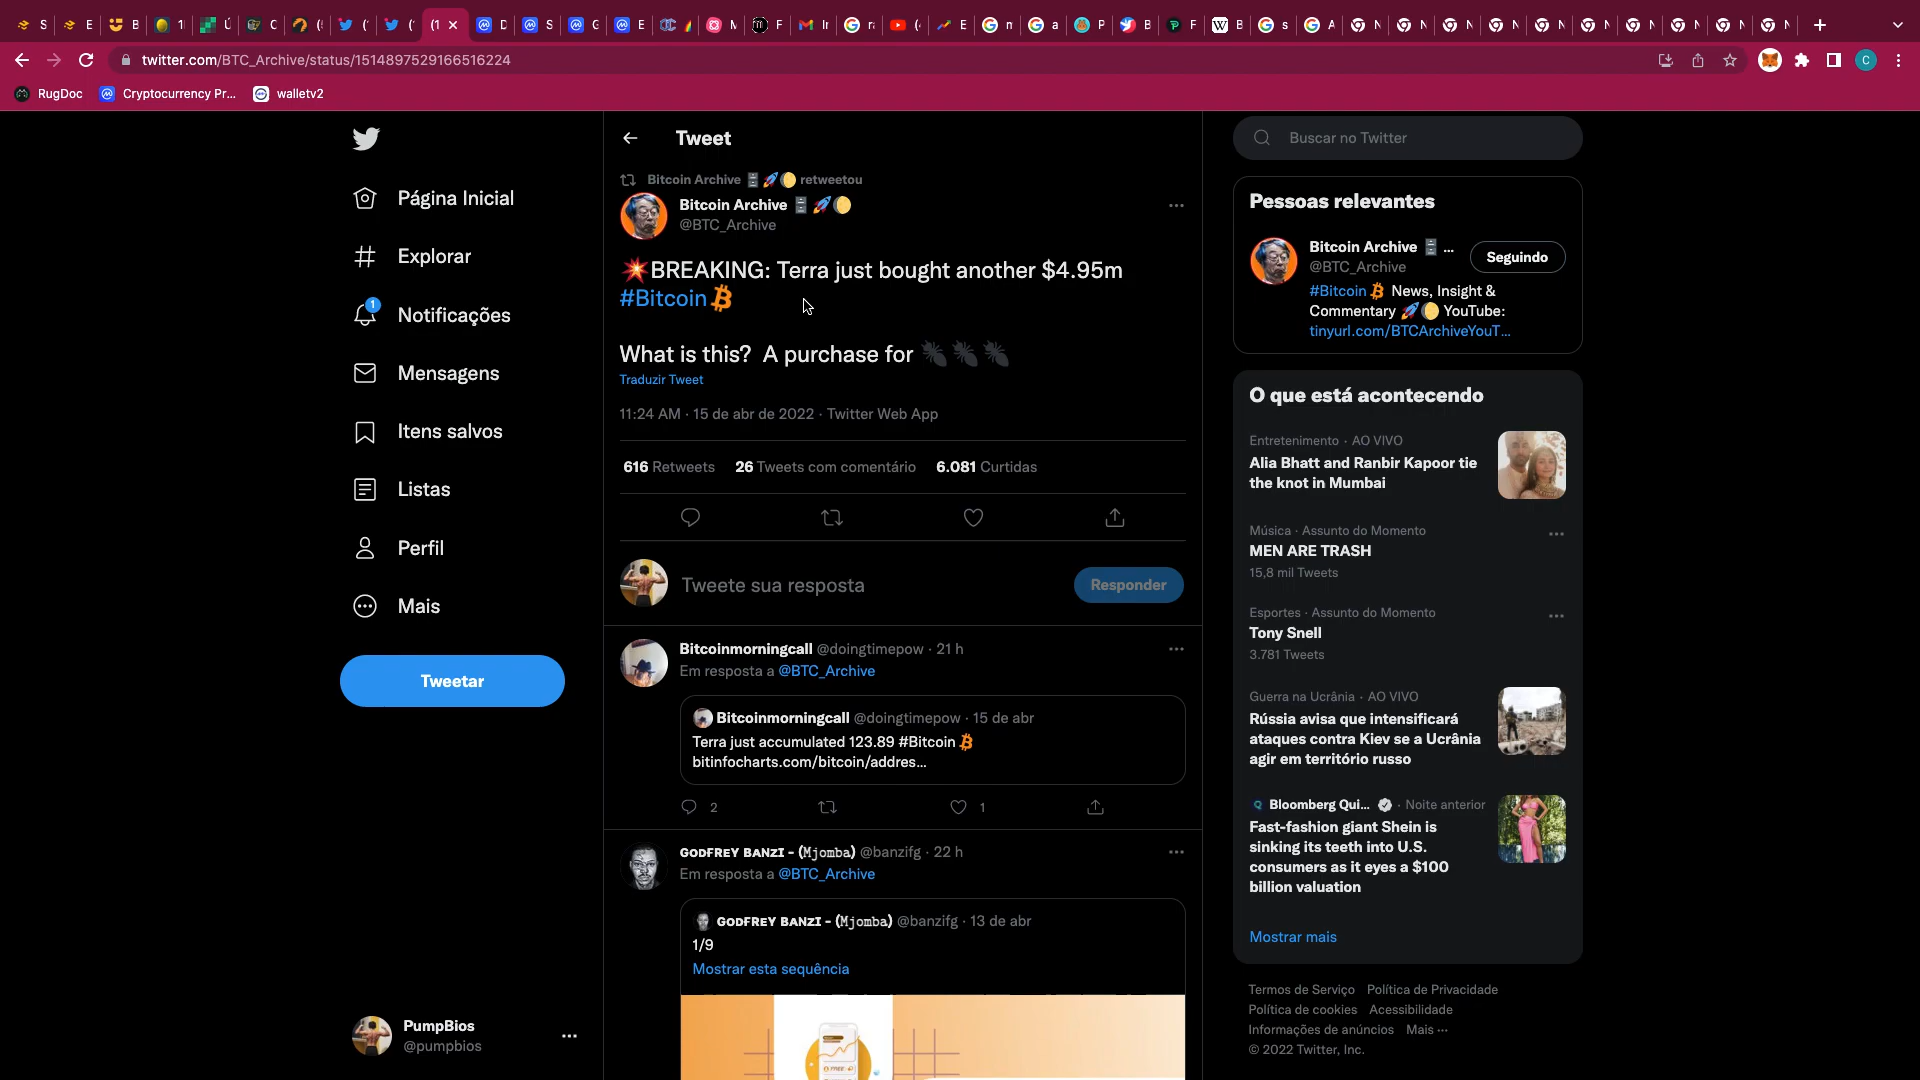 twitter.com/BTC_Archive/status/1514897529166516224
RugDoc
Cryptocurrency Pr...
walletv2
Página Inicial
Explorar
1
Notificações
Mensagens
Itens salvos
Listas
Perfil
Mais
Tweetar
PumpBios
@pumpbios
Tweet
Bitcoin Archive 🗄️🚀🌔 retweetou
Bitcoin Archive 🗄️🚀🌔
@BTC_Archive
💥BREAKING: Terra just bought another $4.95m
#Bitcoin
What is this? A purchase for 🐜🐜🐜
Traduzir Tweet
11:24 AM · 15 de abr de 2022 · Twitter Web App
616 Retweets 26 Tweets com comentário 6.081 Curtidas
Tweete sua resposta
Responder
Bitcoinmorningcall @doingtimepow · 21 h
Em resposta a @BTC_Archive
Bitcoinmorningcall @doingtimepow · 15 de abr
Terra just accumulated 123.89 #Bitcoin
bitinfocharts.com/bitcoin/addres...
2
1
GODFREY BANZI - (Mjomba) @banzifg · 22 h
Em resposta a @BTC_Archive
GODFREY BANZI - (Mjomba) @banzifg · 13 de abr
1/9
Mostrar esta sequência
FREE
Buscar no Twitter
Pessoas relevantes
Bitcoin Archive 🗄️ ...
@BTC_Archive
Seguindo
#Bitcoin News, Insight &
Commentary 🚀🌔 YouTube:
tinyurl.com/BTCArchiveYouT...
O que está acontecendo
Entretenimento · AO VIVO
Alia Bhatt and Ranbir Kapoor tie
the knot in Mumbai
Música · Assunto do Momento
MEN ARE TRASH
15,8 mil Tweets
Esportes · Assunto do Momento
Tony Snell
3.781 Tweets
Guerra na Ucrânia · AO VIVO
Rússia avisa que intensificará
ataques contra Kiev se a Ucrânia
agir em território russo
Bloomberg Qui... · Noite anterior
Fast-fashion giant Shein is
sinking its teeth into U.S.
consumers as it eyes a $100
billion valuation
Mostrar mais
Termos de Serviço Política de Privacidade
Política de cookies Acessibilidade
Informações de anúncios Mais ···
© 2022 Twitter, Inc.